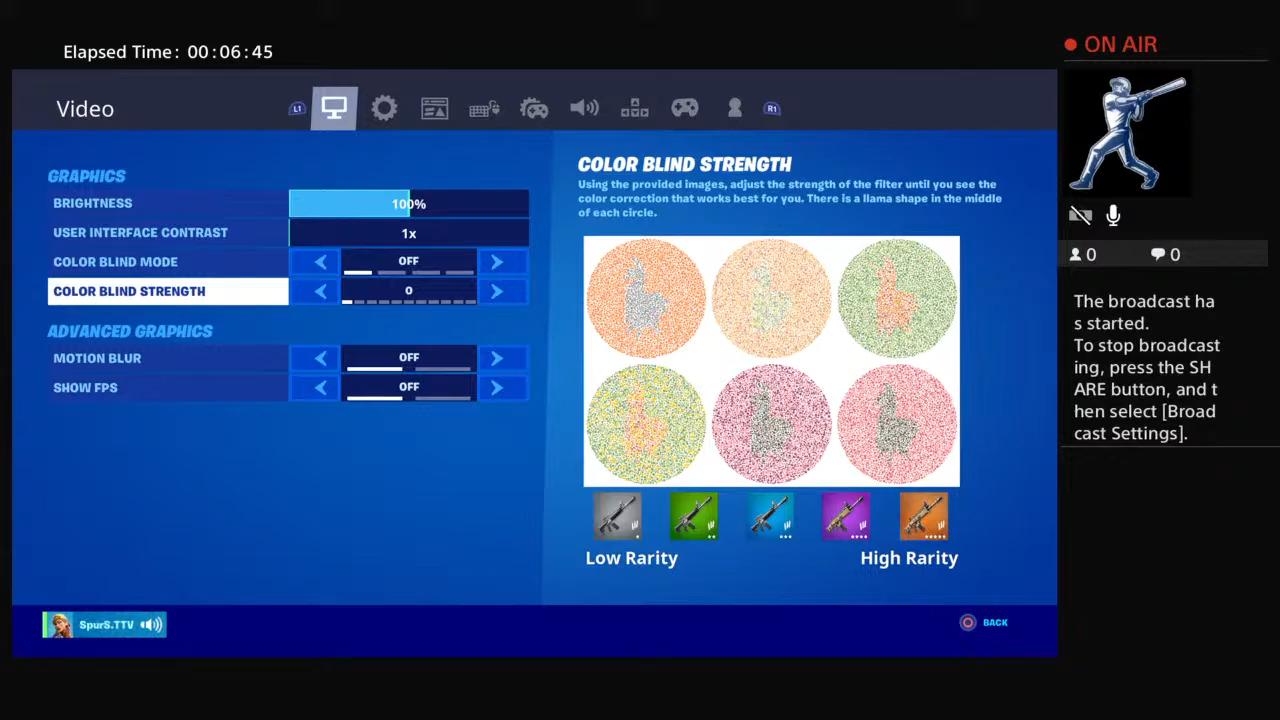 Elapsed Time: 00:06:45
ON AIR
Video
L1
R1
GRAPHICS
BRIGHTNESS
100%
USER INTERFACE CONTRAST
1x
COLOR BLIND MODE
OFF
COLOR BLIND STRENGTH
0
ADVANCED GRAPHICS
MOTION BLUR
OFF
SHOW FPS
OFF
COLOR BLIND STRENGTH
Using the provided images, adjust the strength of the filter until you see the
color correction that works best for you. There is a llama shape in the middle
of each circle.
Low Rarity
High Rarity
0
0
The broadcast ha
s started.
To stop broadcast
ing, press the SH
ARE button, and t
hen select [Broad
cast Settings].
SpurS.TTV
BACK